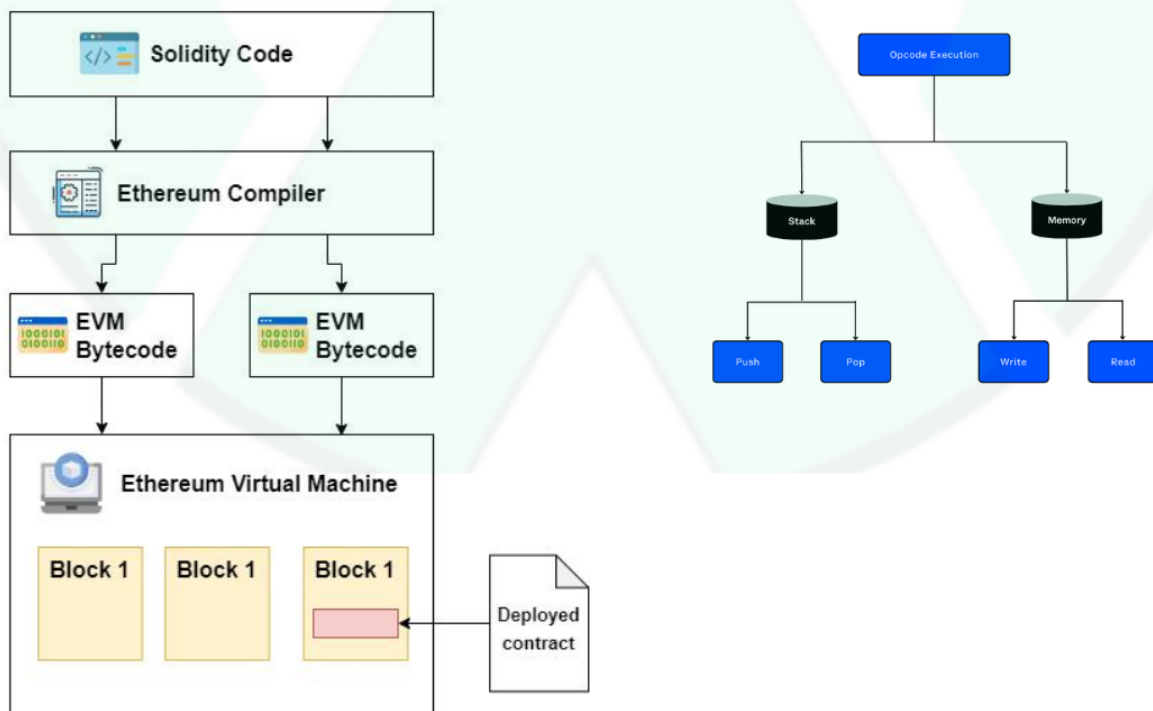 Solidity Code
Ethereum Compiler
EVM
Bytecode
EVM
Bytecode
Ethereum Virtual Machine
Block 1
Block 1
Block 1
Deployed
contract
Opcode Execution
Stack
Memory
Push
Pop
Write
Read